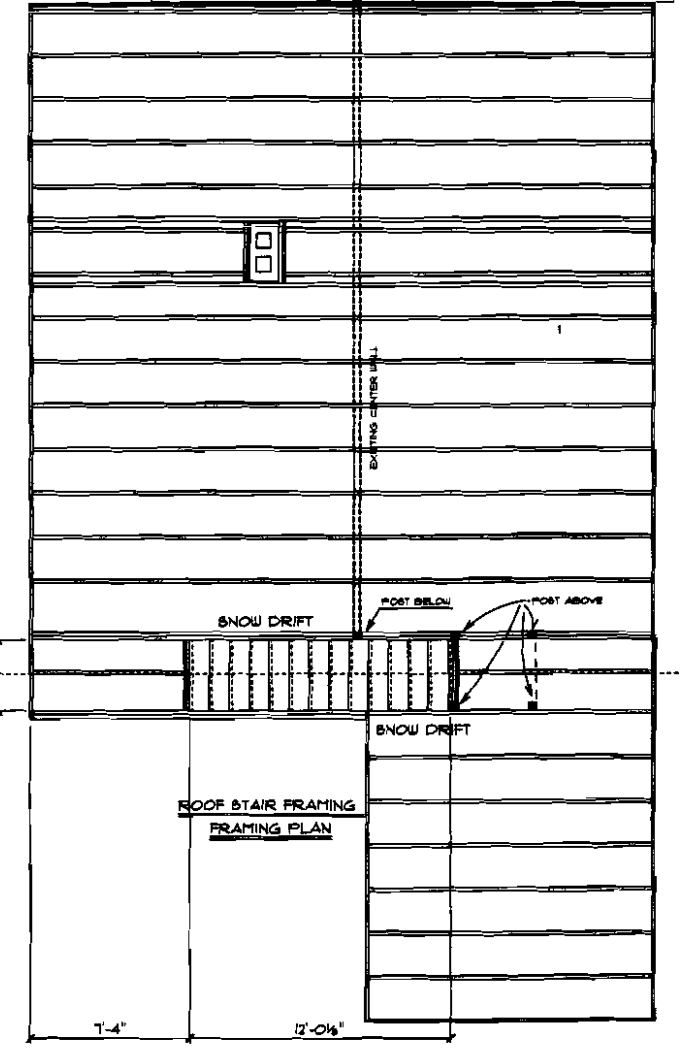 EXISTING CENTER WALL
POST BELOW
POST ABOVE
SNOW DRIFT
SNOW DRIFT
ROOF STAIR FRAMING
FRAMING PLAN
7'-4"
12'-0⅛"